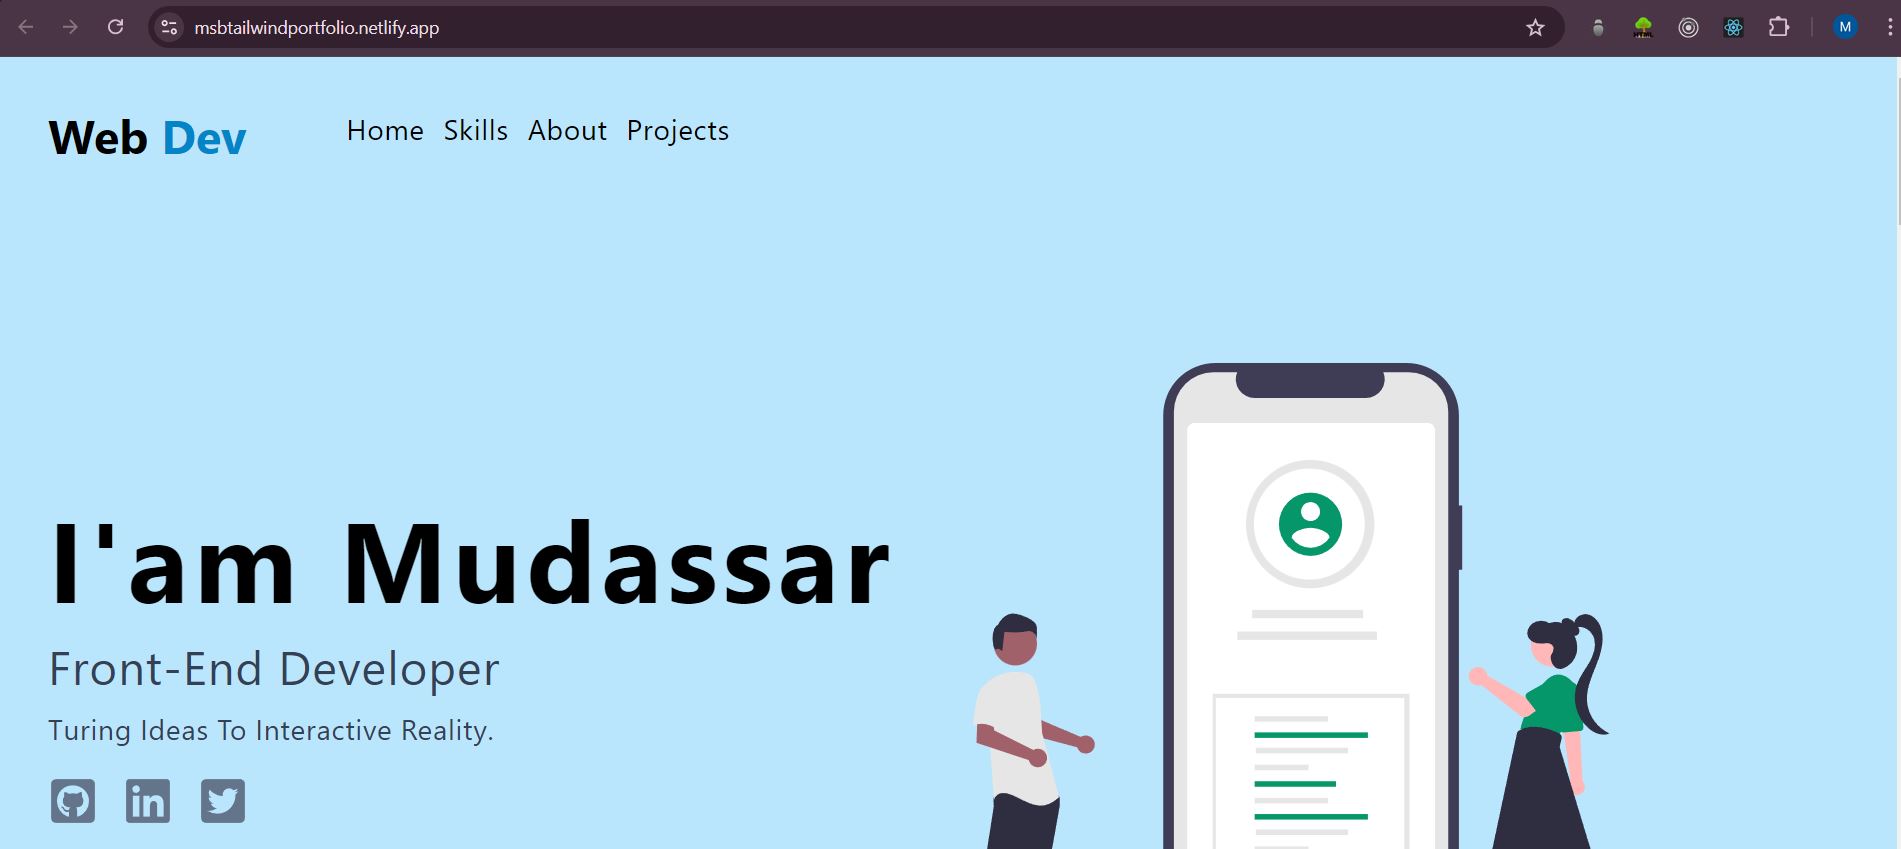 msbtailwindportfolio.netlify.app
M
Web Dev
Home Skills About Projects
I'am Mudassar
Front-End Developer
Turing Ideas To Interactive Reality.
in